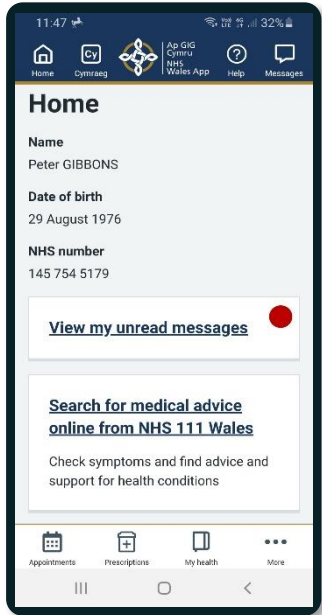 11:47 32%
Home
Cymraeg
Cy
Ap GIG
Cymru
NHS
Wales App
Help
Messages
Home
Name
Peter GIBBONS
Date of birth
29 August 1976
NHS number
145 754 5179
View my unread messages
Search for medical advice
online from NHS 111 Wales
Check symptoms and find advice and
support for health conditions
Appointments Prescriptions My health More